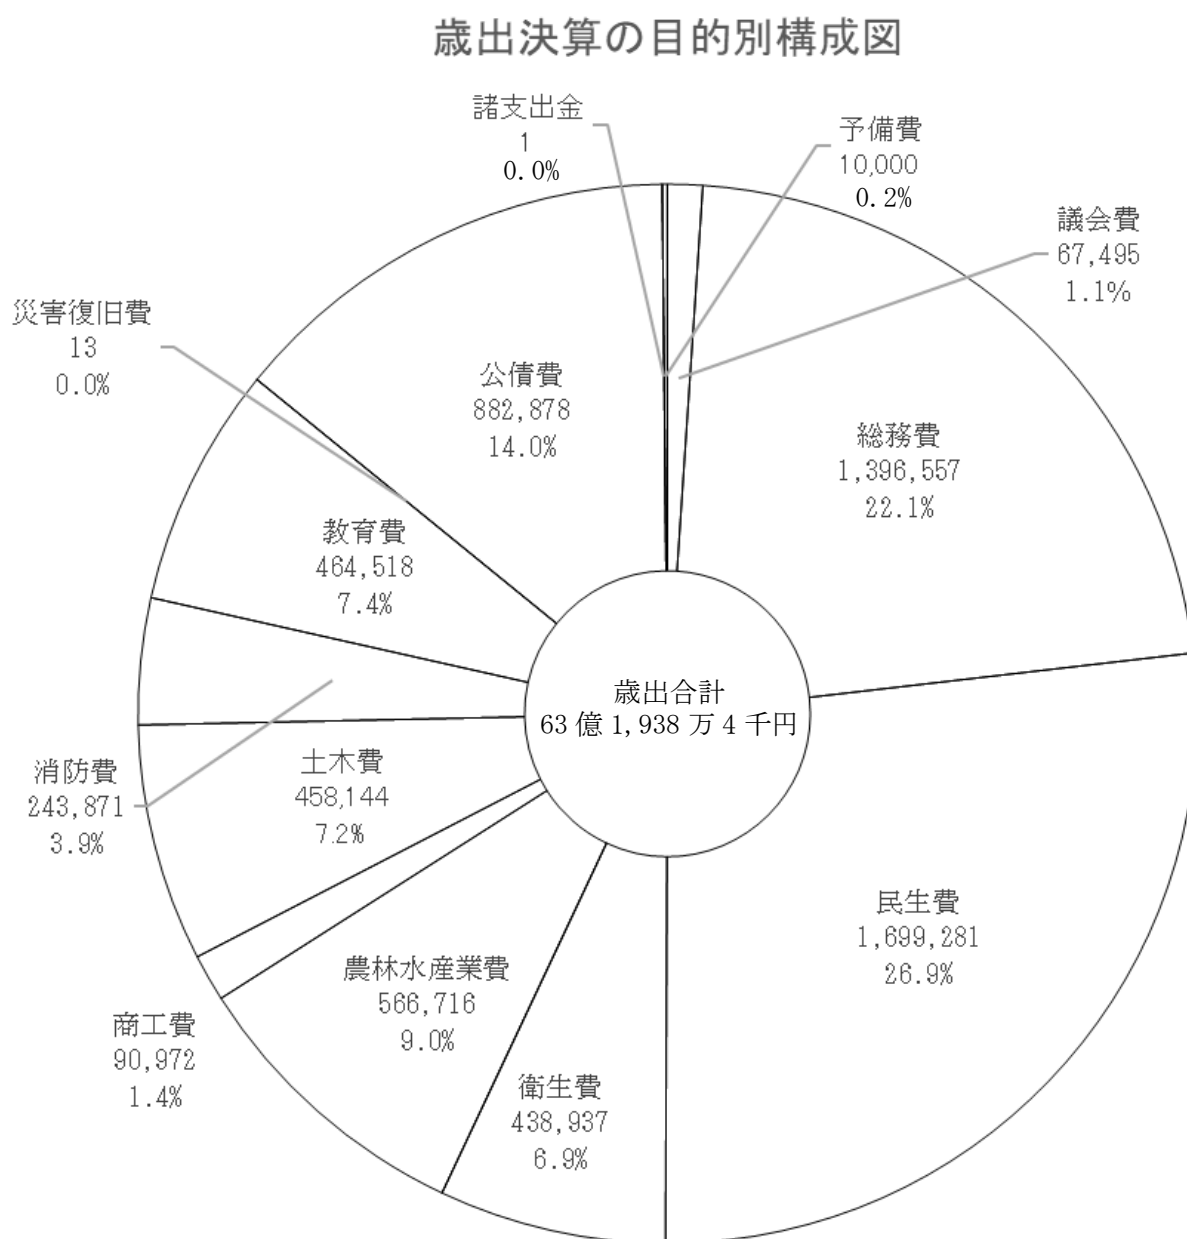 歳出決算の目的別構成図
諸支出金
1
0.0%
予備費
10,000
0.2%
議会費
67,495
1.1%
総務費
1,396,557
22.1%
民生費
1,699,281
26.9%
衛生費
438,937
6.9%
農林水産業費
566,716
9.0%
商工費
90,972
1.4%
土木費
458,144
7.2%
消防費
243,871
3.9%
教育費
464,518
7.4%
災害復旧費
13
0.0%
公債費
882,878
14.0%
歳出合計
63億1,938万4千円